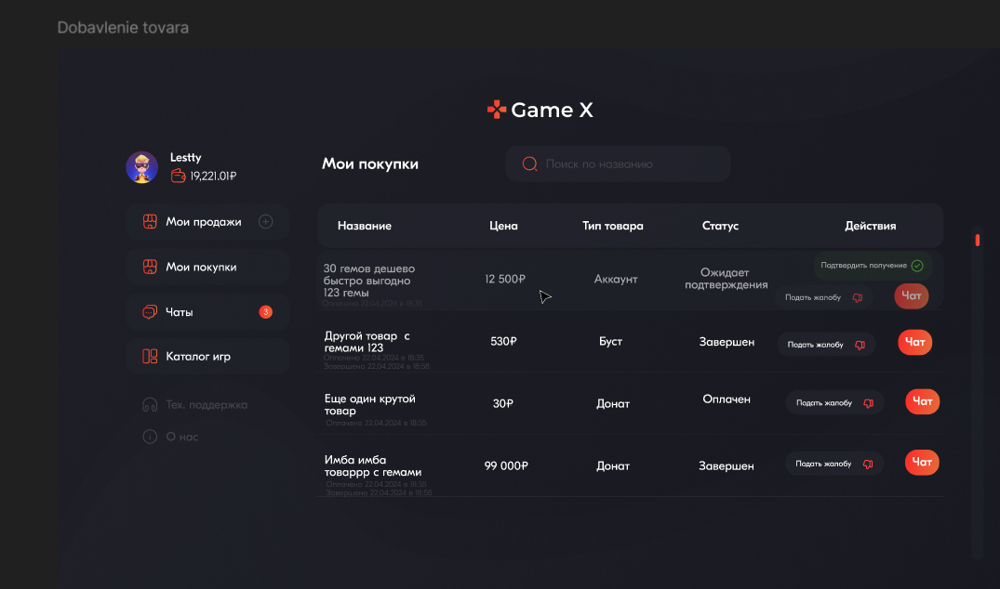 Dobavlenie tovara
Game X
Lestty
19,221.01₽
Мои покупки
Поиск по названию
Мои продажи
Мои покупки
Чаты
3
Каталог игр
Тех. поддержка
О нас
Название
Цена
Тип товара
Статус
Действия
30 гемов дешево
быстро выгодно
123 гемы
Оплачено 22.04.2024 в 18:35
12 500₽
Аккаунт
Ожидает
подтверждения
Подтвердить получение
Подать жалобу
Чат
Другой товар с
гемами 123
Оплачено 22.04.2024 в 18:35
Завершено 22.04.2024 в 18:58
530₽
Буст
Завершен
Подать жалобу
Чат
Еще один крутой
товар
Оплачено 22.04.2024 в 18:35
30₽
Донат
Оплачен
Подать жалобу
Чат
Имба имба
товаррр с гемами
Оплачено 22.04.2024 в 18:35
Завершено 22.04.2024 в 18:58
99 000₽
Донат
Завершен
Подать жалобу
Чат